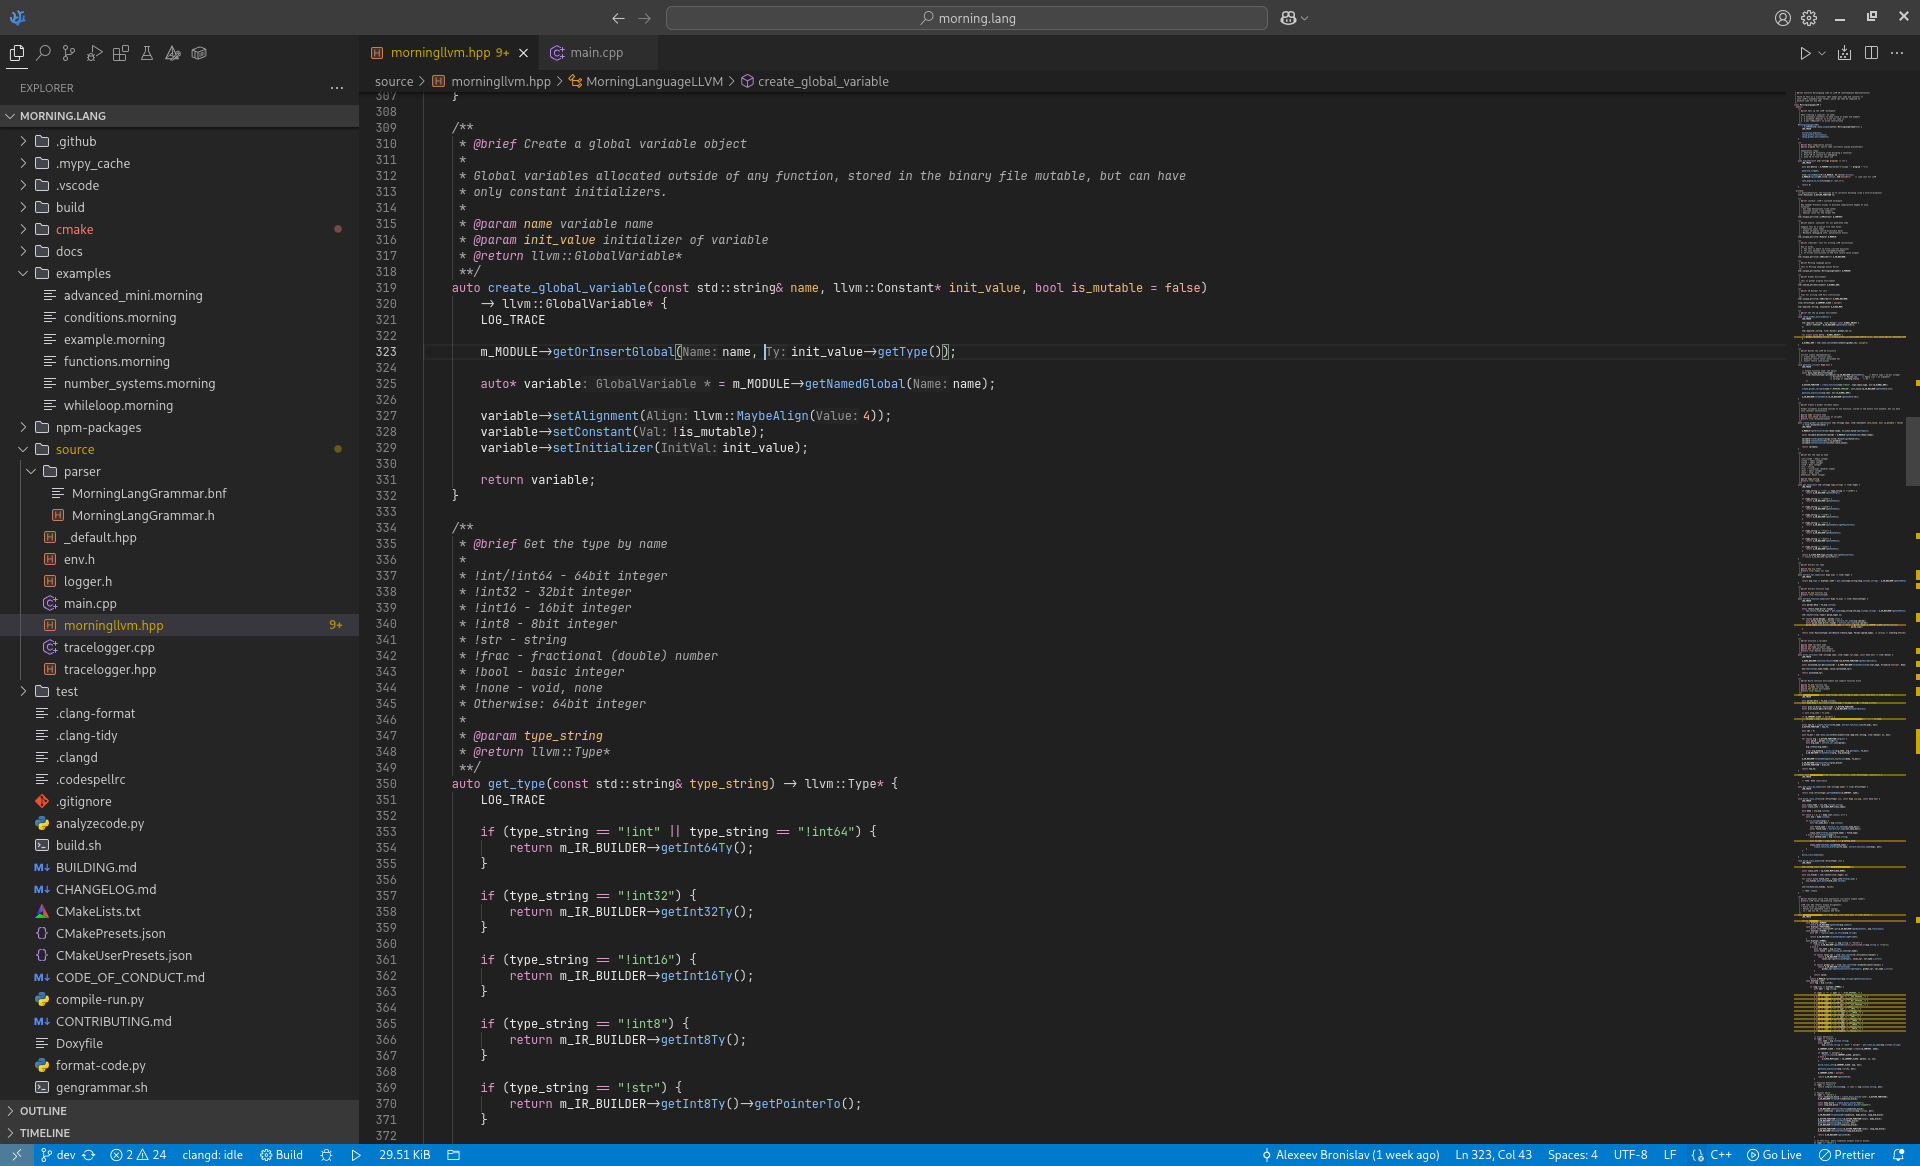 morning.lang
EXPLORER
MORNING.LANG
.github
.mypy_cache
.vscode
build
cmake
docs
examples
advanced_mini.morning
conditions.morning
example.morning
functions.morning
number_systems.morning
whileloop.morning
npm-packages
source
parser
MorningLangGrammar.bnf
MorningLangGrammar.h
_default.hpp
env.h
logger.h
main.cpp
morningllvm.hpp 9+
tracelogger.cpp
tracelogger.hpp
test
.clang-format
.clang-tidy
.clangd
.codespellrc
.gitignore
analyzecode.py
build.sh
BUILDING.md
CHANGELOG.md
CMakeLists.txt
CMakePresets.json
CMakeUserPresets.json
CODE_OF_CONDUCT.md
compile-run.py
CONTRIBUTING.md
Doxyfile
format-code.py
gengrammar.sh
OUTLINE
TIMELINE
morningllvm.hpp 9+ main.cpp
source > morningllvm.hpp > MorningLanguageLLVM > create_global_variable
307 }
308
309 /**
310 * @brief Create a global variable object
311 *
312 * Global variables allocated outside of any function, stored in the binary file mutable, but can have
313 * only constant initializers.
314 *
315 * @param name variable name
316 * @param init_value initializer of variable
317 * @return llvm::GlobalVariable*
318 **/
319 auto create_global_variable(const std::string& name, llvm::Constant* init_value, bool is_mutable = false)
320 -> llvm::GlobalVariable* {
321 LOG_TRACE
322
323 m_MODULE->getOrInsertGlobal(Name: name, Ty: init_value->getType());
324
325 auto* variable: GlobalVariable * = m_MODULE->getNamedGlobal(Name: name);
326
327 variable->setAlignment(Align: llvm::MaybeAlign(Value: 4));
328 variable->setConstant(Val: !is_mutable);
329 variable->setInitializer(InitVal: init_value);
330
331 return variable;
332 }
333
334 /**
335 * @brief Get the type by name
336 *
337 * !int/!int64 - 64bit integer
338 * !int32 - 32bit integer
339 * !int16 - 16bit integer
340 * !int8 - 8bit integer
341 * !str - string
342 * !frac - fractional (double) number
343 * !bool - basic integer
344 * !none - void, none
345 * Otherwise: 64bit integer
346 *
347 * @param type_string
348 * @return llvm::Type*
349 **/
350 auto get_type(const std::string& type_string) -> llvm::Type* {
351 LOG_TRACE
352
353 if (type_string == "!int" || type_string == "!int64") {
354 return m_IR_BUILDER->getInt64Ty();
355 }
356
357 if (type_string == "!int32") {
358 return m_IR_BUILDER->getInt32Ty();
359 }
360
361 if (type_string == "!int16") {
362 return m_IR_BUILDER->getInt16Ty();
363 }
364
365 if (type_string == "!int8") {
366 return m_IR_BUILDER->getInt8Ty();
367 }
368
369 if (type_string == "!str") {
370 return m_IR_BUILDER->getInt8Ty()->getPointerTo();
371 }
372
dev 2 24 clangd: idle Build 29.51 KiB Alexeev Bronislav (1 week ago) Ln 323, Col 43 Spaces: 4 UTF-8 LF C++ Go Live Prettier